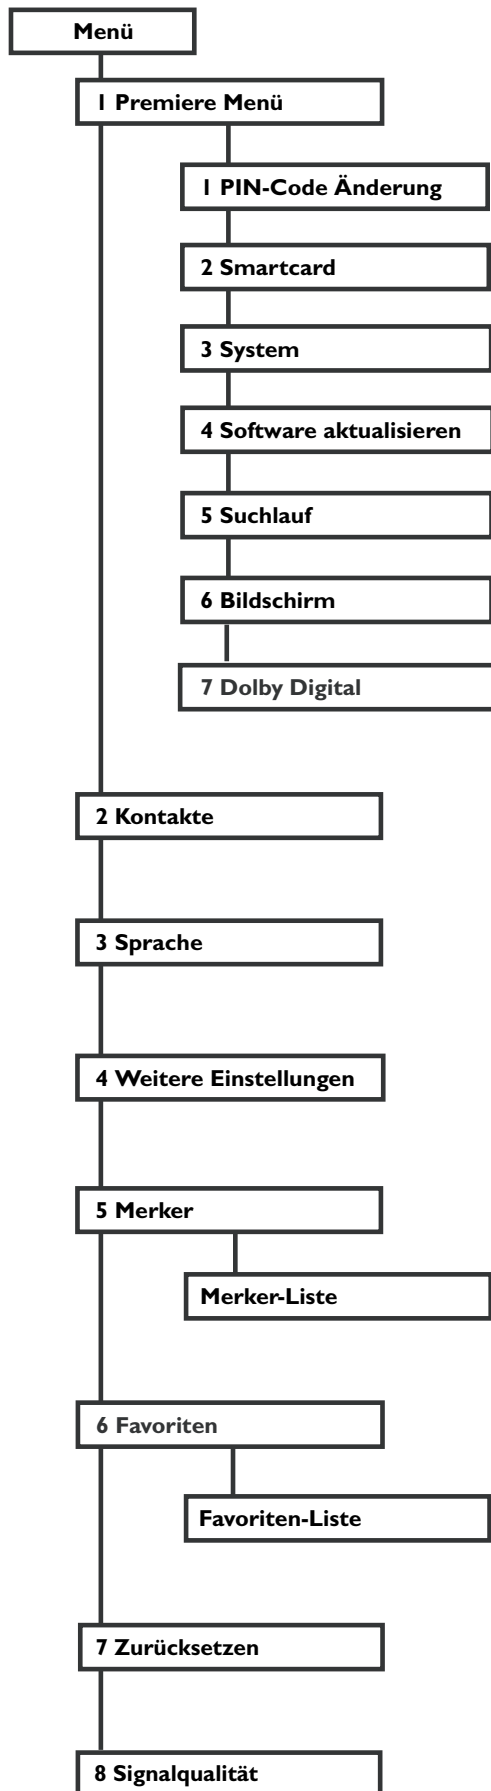 Menü
1 Premiere Menü
1 PIN-Code Änderung
2 Smartcard
3 System
4 Software aktualisieren
5 Suchlauf
6 Bildschirm
7 Dolby Digital
2 Kontakte
3 Sprache
4 Weitere Einstellungen
5 Merker
Merker-Liste
6 Favoriten
Favoriten-Liste
7 Zurücksetzen
8 Signalqualität